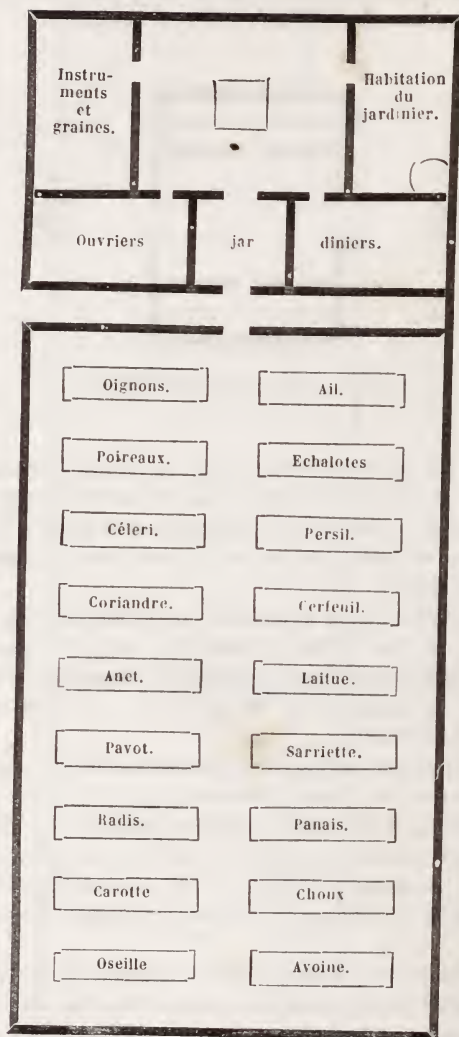 Instru-
ments
et
graines.
Habitation
du
jardinier.
Ouvriers jar diniers.
Oignons. Ail.
Poireaux. Echalotes
Céleri. Persil.
Coriandre. Cerfeuil.
Anet. Laitue.
Pavot. Sarriette.
Radis. Panais.
Carotte Choux
Oseille Avoine.